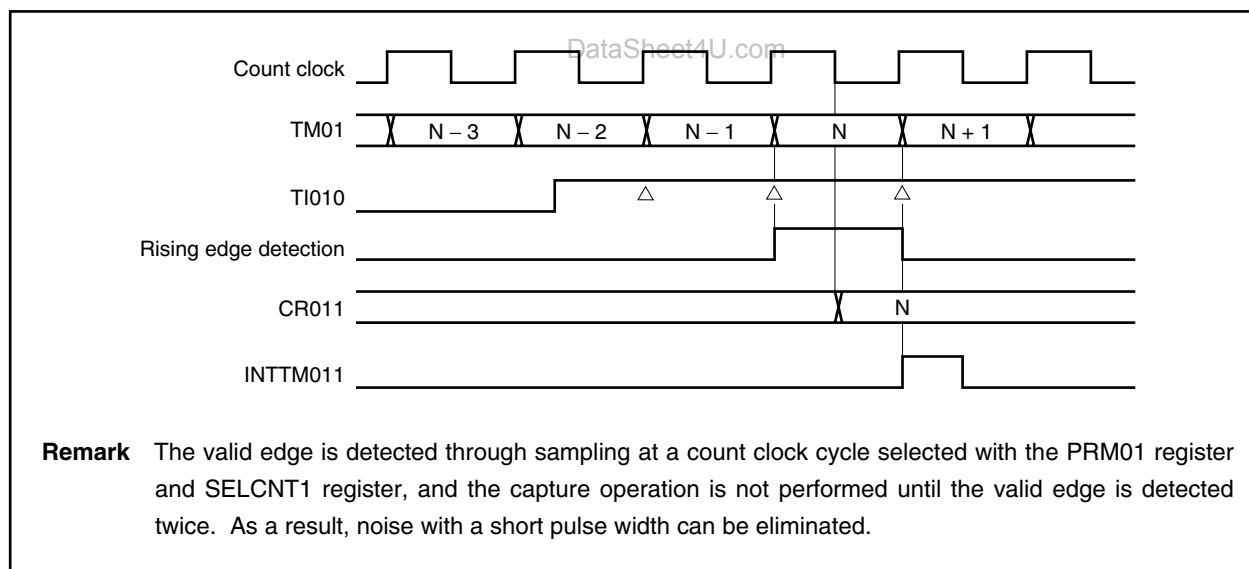 DataSheet4U.com
Count clock
TM01 N – 3 N – 2 N – 1 N N + 1
TI010
Rising edge detection
CR011 N
INTTM011
Remark The valid edge is detected through sampling at a count clock cycle selected with the PRM01 register
and SELCNT1 register, and the capture operation is not performed until the valid edge is detected
twice. As a result, noise with a short pulse width can be eliminated.